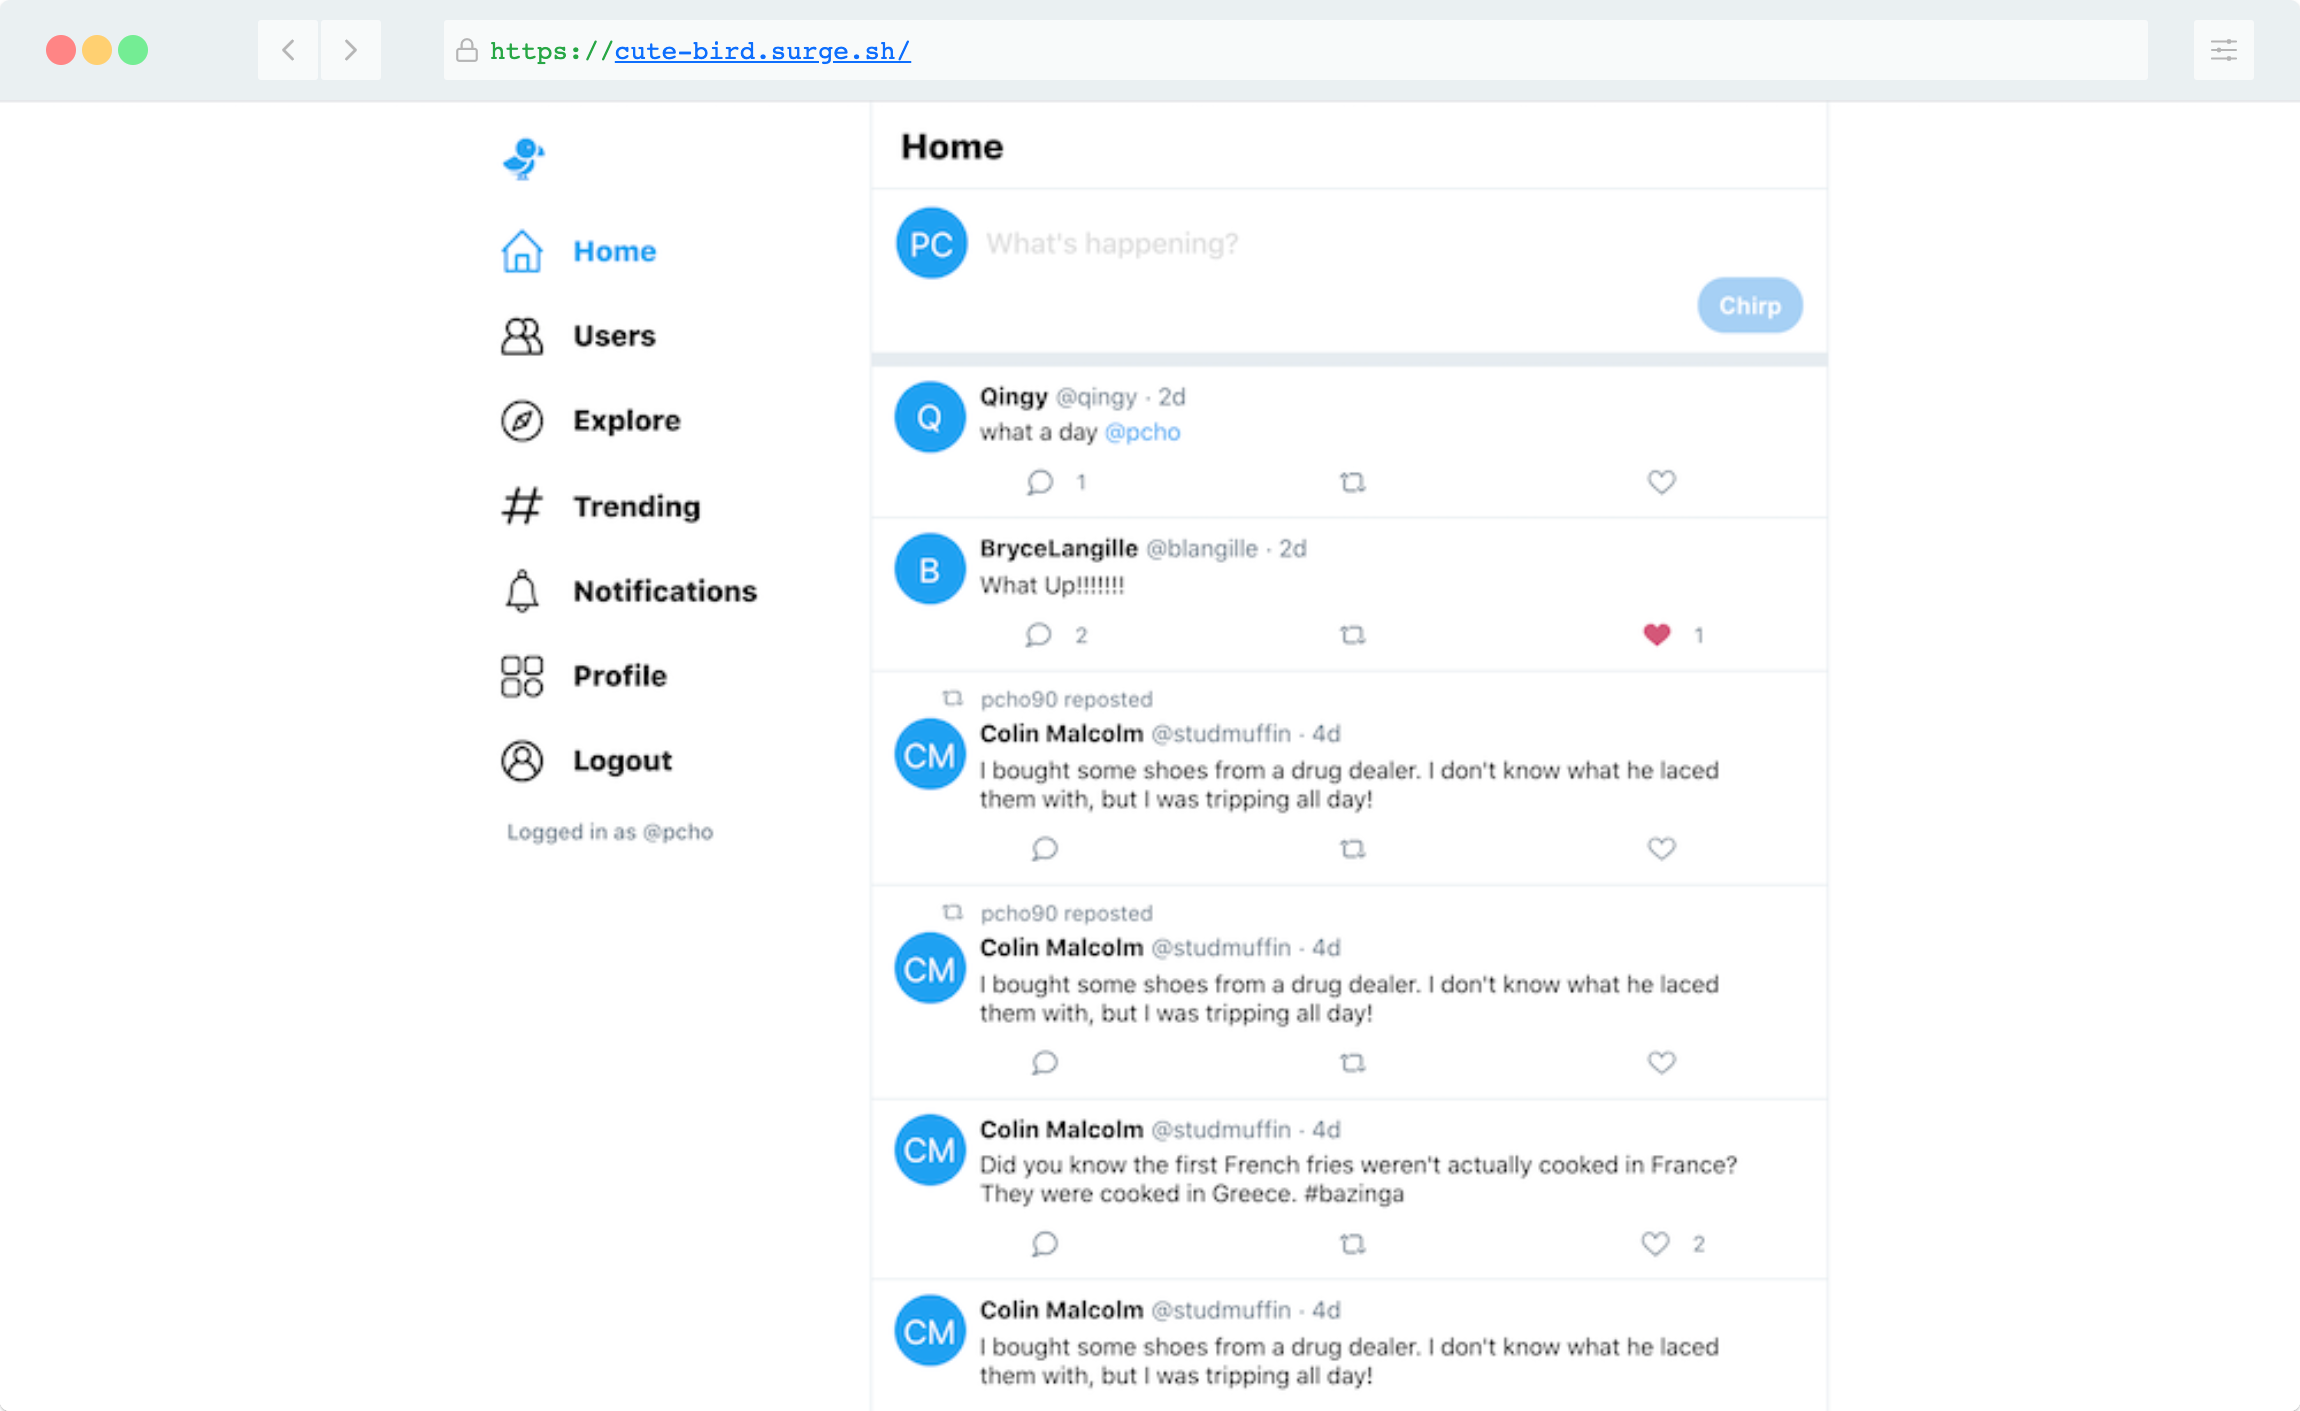 https://cute-bird.surge.sh/
Home
Users
Explore
Trending
Notifications
Profile
Logout
Logged in as @pcho
Home
PC What's happening?
Chirp
Q
Qingy @qingy · 2d
what a day @pcho
1
B
BryceLangille @blangille · 2d
What Up!!!!!!!
2 1
pcho90 reposted
CM
Colin Malcolm @studmuffin · 4d
I bought some shoes from a drug dealer. I don't know what he laced
them with, but I was tripping all day!
pcho90 reposted
CM
Colin Malcolm @studmuffin · 4d
I bought some shoes from a drug dealer. I don't know what he laced
them with, but I was tripping all day!
CM
Colin Malcolm @studmuffin · 4d
Did you know the first French fries weren't actually cooked in France?
They were cooked in Greece. #bazinga
2
CM
Colin Malcolm @studmuffin · 4d
I bought some shoes from a drug dealer. I don't know what he laced
them with, but I was tripping all day!